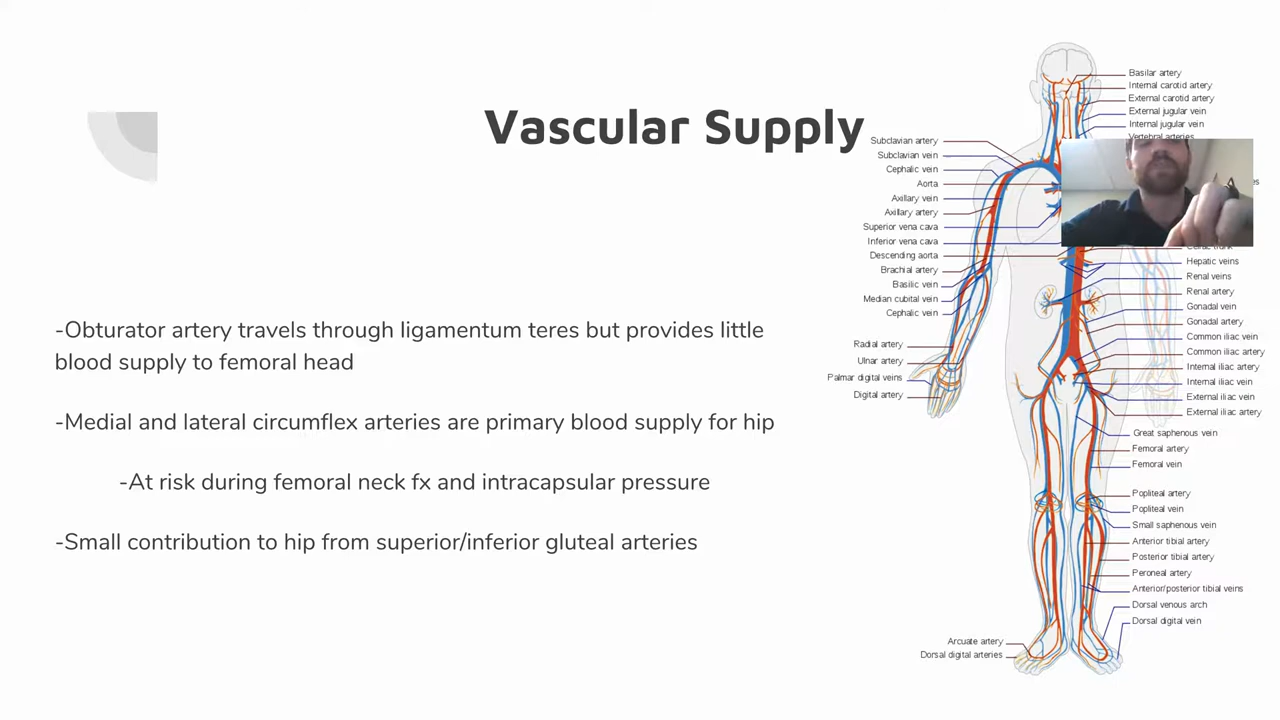 Vascular Supply
-Obturator artery travels through ligamentum teres but provides little
blood supply to femoral head
-Medial and lateral circumflex arteries are primary blood supply for hip
-At risk during femoral neck fx and intracapsular pressure
-Small contribution to hip from superior/inferior gluteal arteries
Subclavian artery
Subclavian vein
Cephalic vein
Aorta
Axillary vein
Axillary artery
Superior vena cava
Inferior vena cava
Descending aorta
Brachial artery
Basilic vein
Median cubital vein
Cephalic vein
Radial artery
Ulnar artery
Palmar digital veins
Digital artery
Arcuate artery
Dorsal digital arteries
Basilar artery
Internal carotid artery
External carotid artery
External jugular vein
Internal jugular vein
Vertebral arteries
Hepatic veins
Renal veins
Renal artery
Gonadal vein
Gonadal artery
Common iliac vein
Common iliac artery
Internal iliac artery
Internal iliac vein
External iliac vein
External iliac artery
Great saphenous vein
Femoral artery
Femoral vein
Popliteal artery
Popliteal vein
Small saphenous vein
Anterior tibial artery
Posterior tibial artery
Peroneal artery
Anterior/posterior tibial veins
Dorsal venous arch
Dorsal digital vein